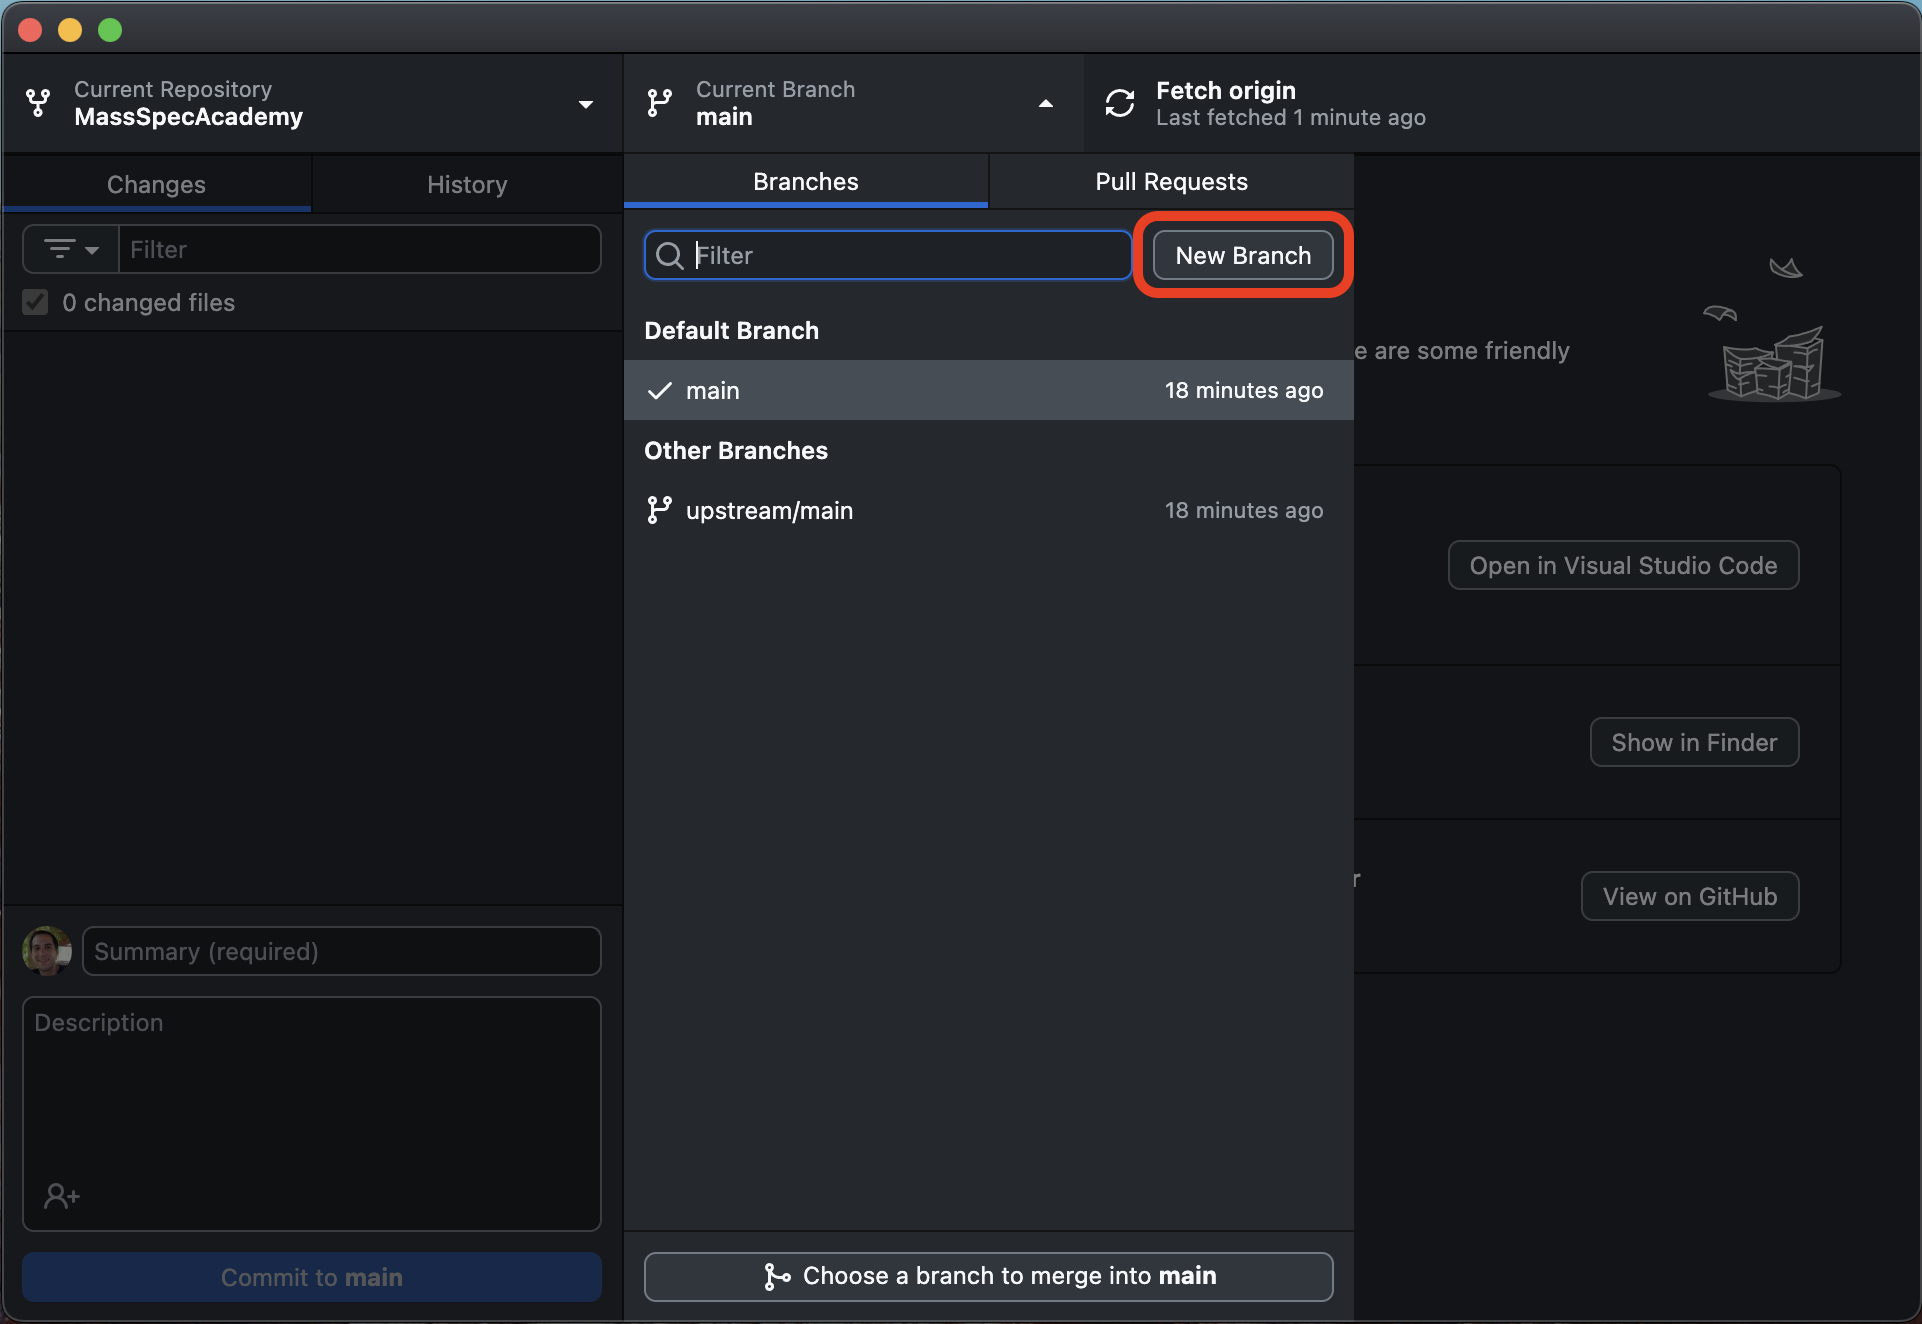 Current Repository
MassSpecAcademy
Current Branch
main
Fetch origin
Last fetched 1 minute ago
Changes
History
Filter
0 changed files
Summary (required)
Description
Commit to main
Branches
Pull Requests
Filter
New Branch
Default Branch
main
18 minutes ago
Other Branches
upstream/main
18 minutes ago
Choose a branch to merge into main
e are some friendly
Open in Visual Studio Code
Show in Finder
r
View on GitHub